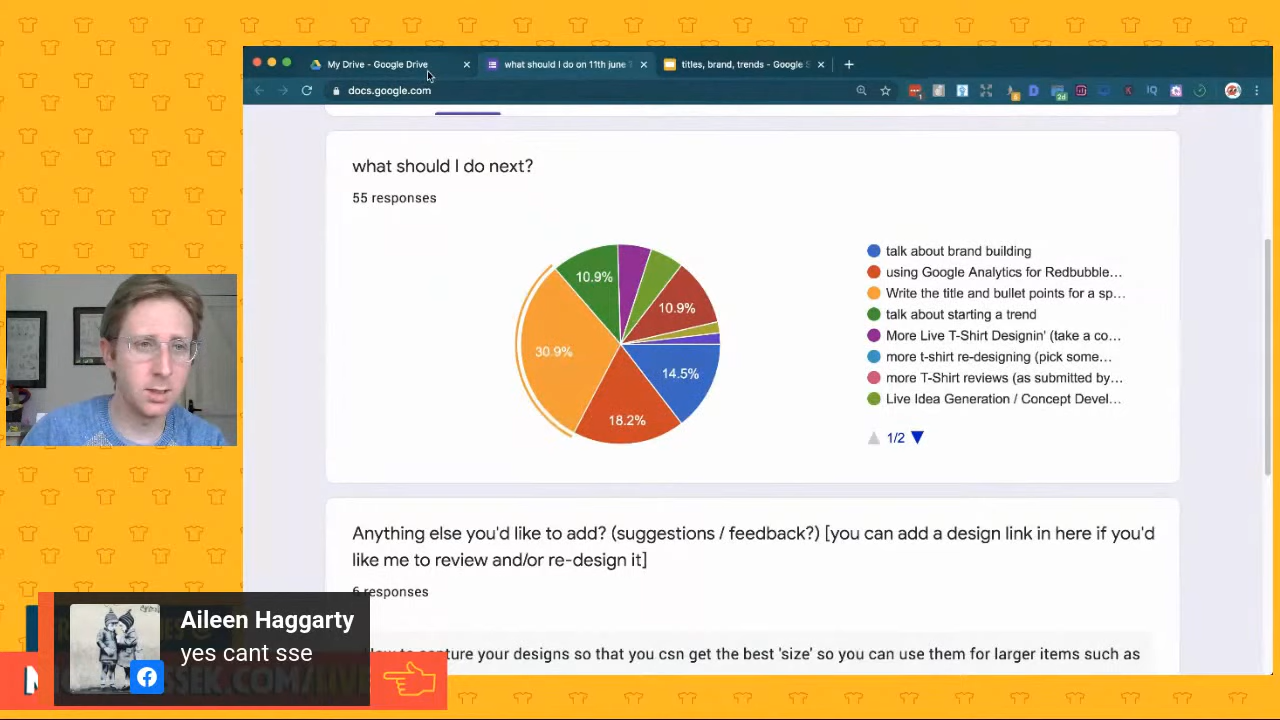 My Drive - Google Drive
what should I do on 11th june
titles, brand, trends - Google S
docs.google.com
what should I do next?
55 responses
10.9%
10.9%
30.9%
14.5%
18.2%
talk about brand building
using Google Analytics for Redbubble...
Write the title and bullet points for a sp...
talk about starting a trend
More Live T-Shirt Designin' (take a co...
more t-shirt re-designing (pick some...
more T-Shirt reviews (as submitted by...
Live Idea Generation / Concept Devel...
1/2
Anything else you'd like to add? (suggestions / feedback?) [you can add a design link in here if you'd
like me to review and/or re-design it]
6 responses
your designs so that you csn get the best 'size' so you can use them for larger items such as
Aileen Haggarty
yes cant sse